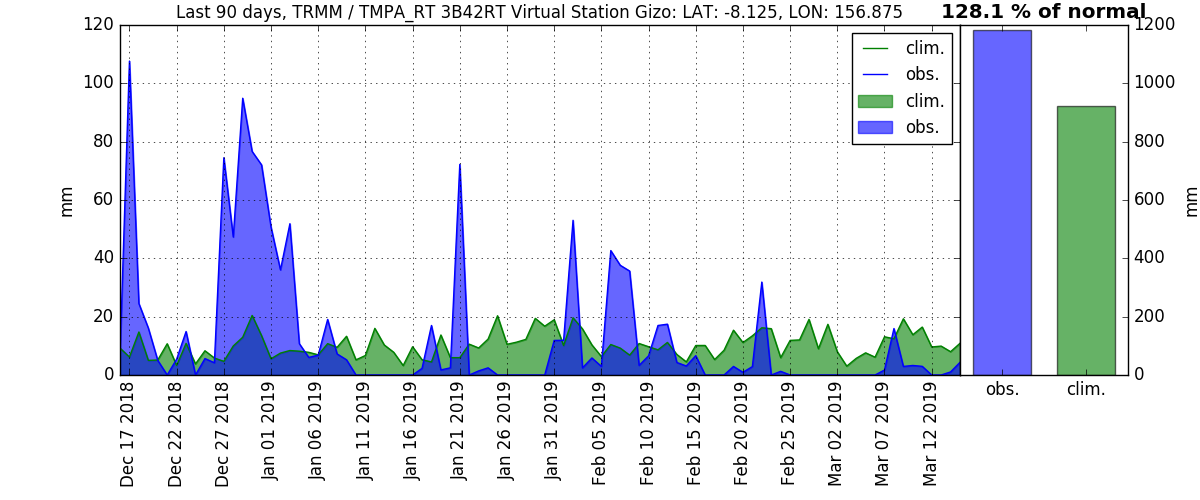 Last 90 days, TRMM / TMPA_RT 3B42RT Virtual Station Gizo: LAT: -8.125, LON: 156.875
128.1 % of normal
120
100
80
60
40
20
0
mm
clim.
obs.
clim.
obs.
1200
1000
800
600
400
200
0
mm
Dec 17 2018
Dec 22 2018
Dec 27 2018
Jan 01 2019
Jan 06 2019
Jan 11 2019
Jan 16 2019
Jan 21 2019
Jan 26 2019
Jan 31 2019
Feb 05 2019
Feb 10 2019
Feb 15 2019
Feb 20 2019
Feb 25 2019
Mar 02 2019
Mar 07 2019
Mar 12 2019
obs.
clim.